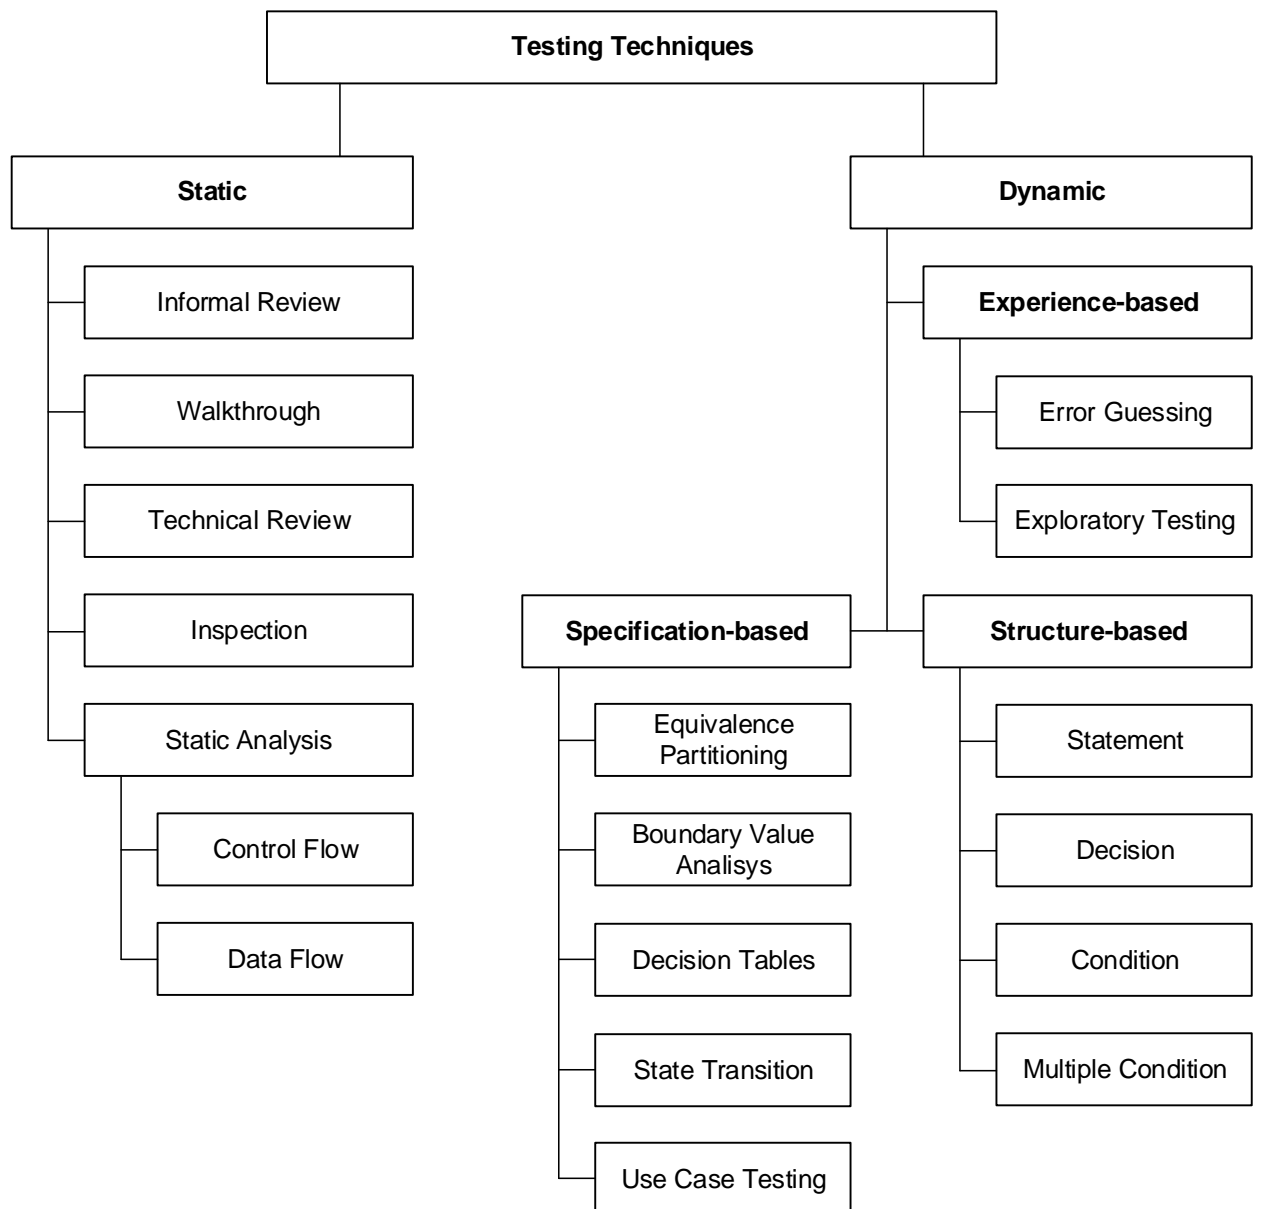 Testing Techniques
Static
Dynamic
Informal Review
Experience-based
Walkthrough
Error Guessing
Technical Review
Exploratory Testing
Inspection
Specification-based
Structure-based
Static Analysis
Equivalence
Partitioning
Statement
Control Flow
Boundary Value
Analisys
Decision
Data Flow
Decision Tables
Condition
State Transition
Multiple Condition
Use Case Testing